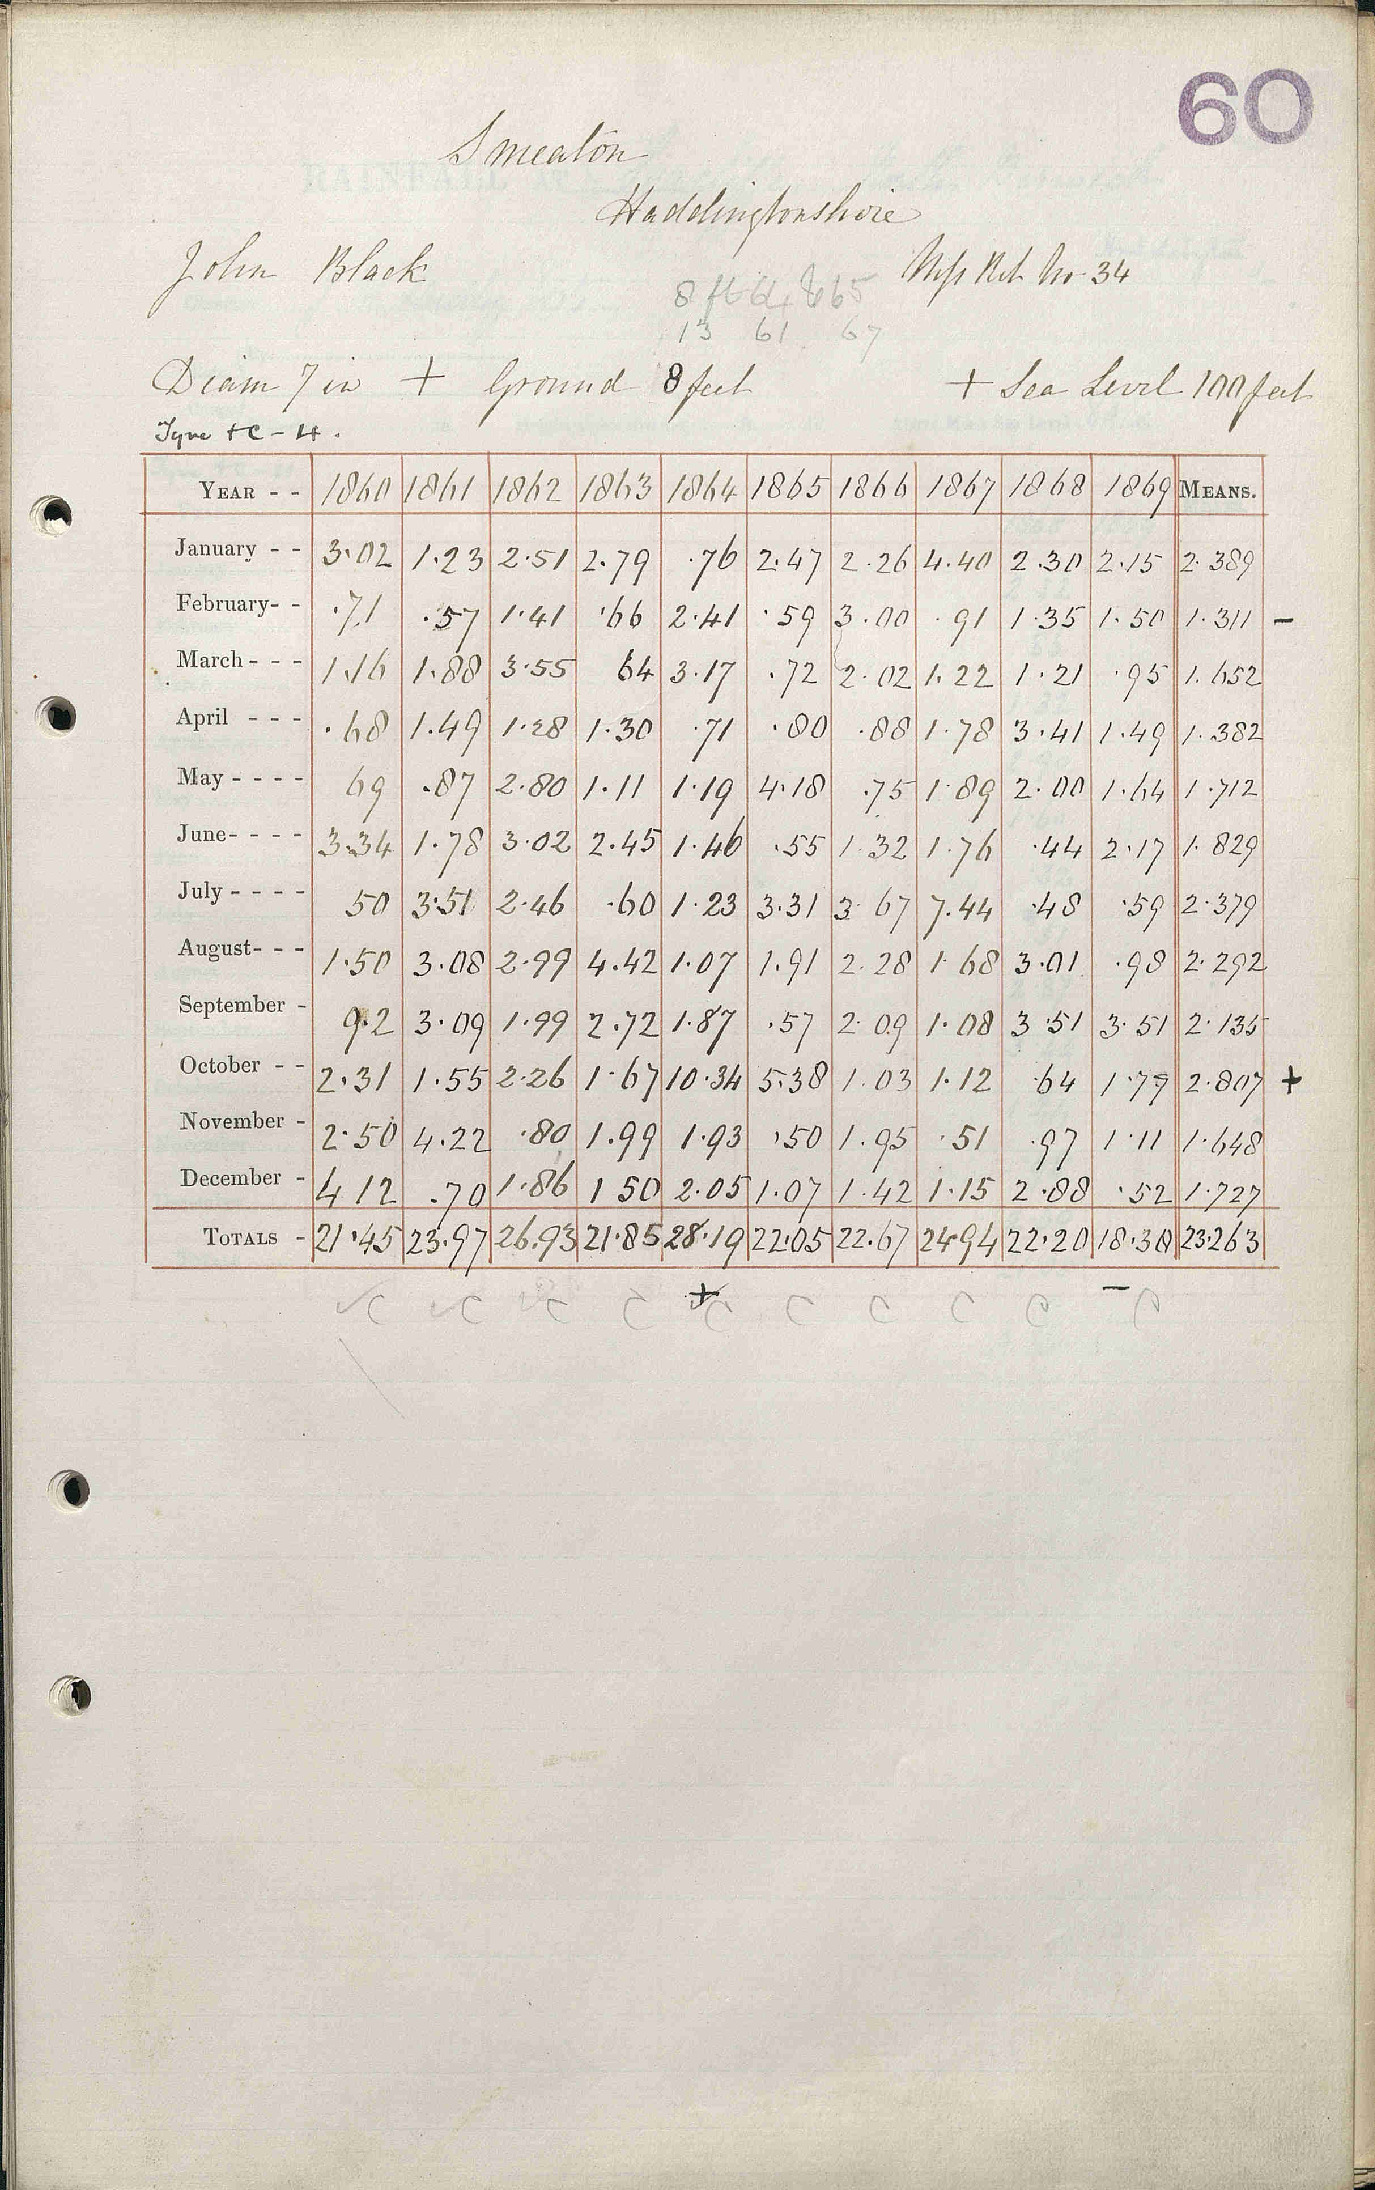 60
Smeaton
Haddingtonshire
John Black
Mss Ret No 34
8 ft 64 & 65
13 61 67
Diam 7 in + Ground 8 feet + Sea Level 100 feet
Tyne &C - 4.
YEAR - - 1860 1861 1862 1863 1864 1865 1866 1867 1868 1869 MEANS.
January - - 3.02 1.23 2.51 2.79 .76 2.47 2.26 4.40 2.30 2.15 2.389
February- - .71 .57 1.41 .66 2.41 .59 3.00 .91 1.35 1.50 1.311 -
March - - - 1.16 1.88 3.55 64 3.17 .72 2.02 1.22 1.21 .95 1.652
April - - - .68 1.49 1.28 1.30 .71 .80 .88 1.78 3.41 1.49 1.382
May - - - - 69 .87 2.80 1.11 1.19 4.18 .75 1.89 2.00 1.64 1.712
June- - - - 3.34 1.78 3.02 2.45 1.46 .55 1.32 1.76 .44 2.17 1.829
July - - - - 50 3.51 2.46 .60 1.23 3.31 3.67 7.44 .48 .59 2.379
August- - - 1.50 3.08 2.99 4.42 1.07 1.91 2.28 1.68 3.01 .98 2.292
September - 9.2 3.09 1.99 2.72 1.87 .57 2.09 1.08 3.51 3.51 2.135
October - - 2.31 1.55 2.26 1.67 10.34 5.38 1.03 1.12 .64 1.77 2.807 +
November - 2.50 4.22 .80 1.99 1.93 .50 1.95 .51 .97 1.11 1.648
December - 4 12 .70 1.86 1 50 2.05 1.07 1.42 1.15 2.88 .52 1.727
TOTALS - 21.45 23.97 26.93 21.85 28.19 22.05 22.67 24.94 22.20 18.38 23.263
C C C C + C C C C C - C